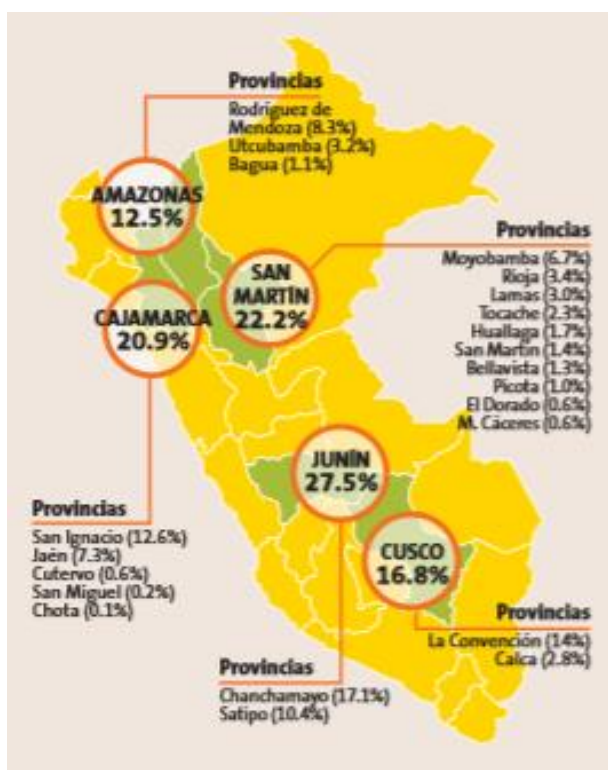 Provincias
Rodríguez de
Mendoza (8.3%)
Utcubamba (3.2%)
Bagua (1.1%)
AMAZONAS
12.5%
Provincias
Moyobamba (6.7%)
Rioja (3.4%)
Lamas (3.0%)
Tocache (2.3%)
Huallaga (1.7%)
San Martín (1.4%)
Bellavista (1.3%)
Picota (1.0%)
El Dorado (0.6%)
M. Cáceres (0.6%)
SAN
MARTÍN
22.2%
CAJAMARCA
20.9%
JUNÍN
27.5%
Provincias
San Ignacio (12.6%)
Jaén (7.3%)
Cutervo (0.6%)
San Miguel (0.2%)
Chota (0.1%)
CUSCO
16.8%
Provincias
La Convención (14%)
Calca (2.8%)
Provincias
Chanchamayo (17.1%)
Satipo (10.4%)